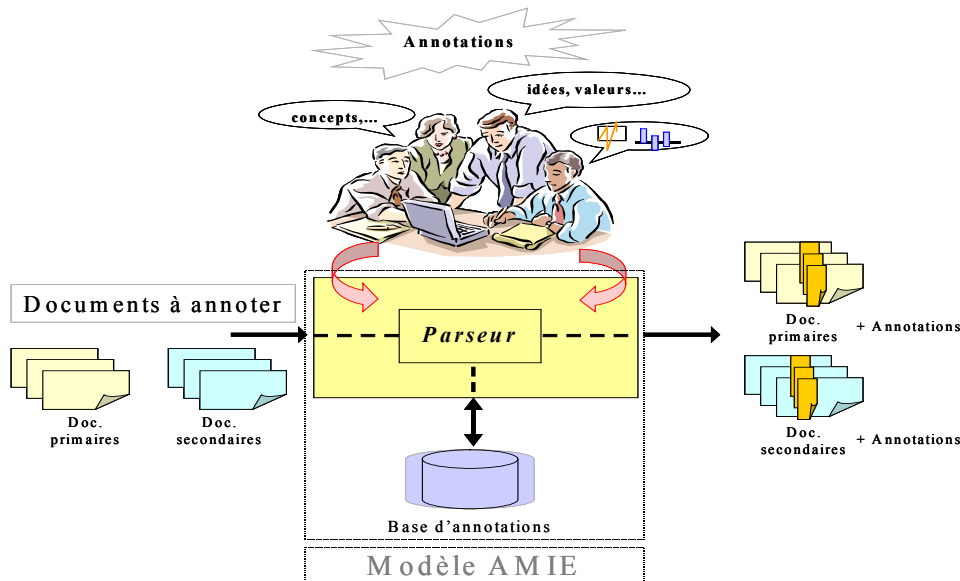 Annotations
idées, valeurs...
concepts,...
Documents à annoter
Parseur
Doc.
primaires
+ Annotations
Doc.
primaires
Doc.
secondaires
Doc.
secondaires
+ Annotations
Base d'annotations
Modèle AMIE